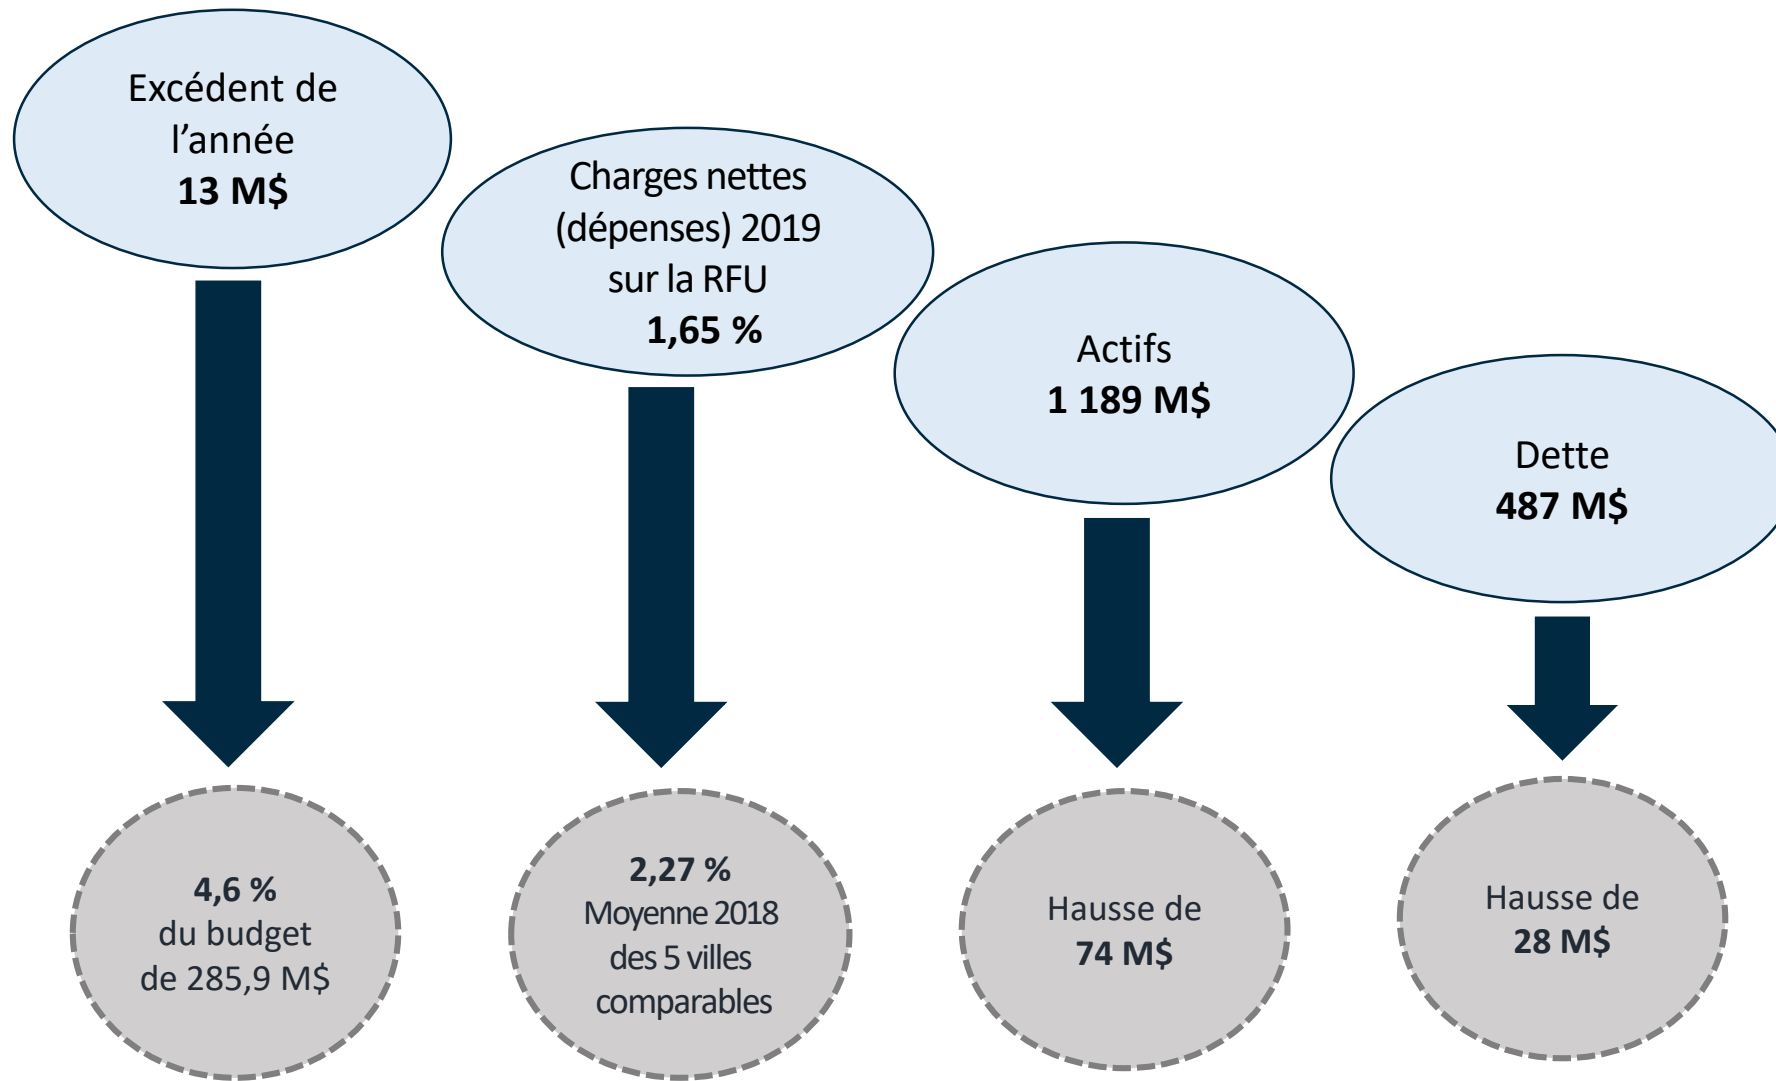 Excédent de
l’année
13 M$
Charges nettes
(dépenses) 2019
sur la RFU
1,65 %
Actifs
1 189 M$
Dette
487 M$
4,6 %
du budget
de 285,9 M$
2,27 %
Moyenne 2018
des 5 villes
comparables
Hausse de
74 M$
Hausse de
28 M$